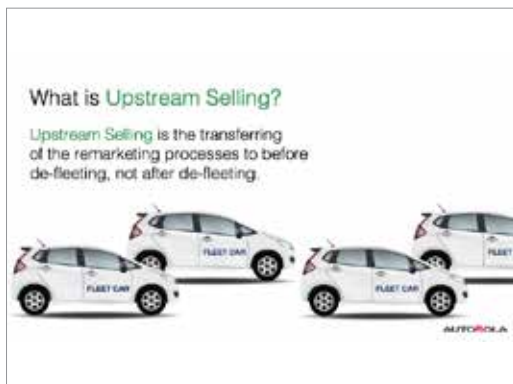 What is Upstream Selling?
Upstream Selling is the transferring
of the remarketing processes to before
de-fleeting, not after de-fleeting.
FLEET CAR
FLEET
FLEET CAR
FLEET CAR
AUTOROLA